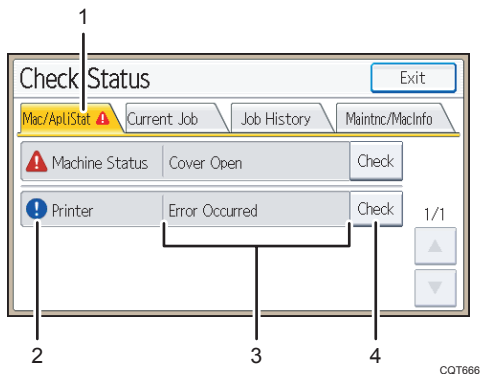 1
Check Status
Exit
Mac/ApliStat
Current Job
Job History
Maintnc/MacInfo
Machine Status
Cover Open
Check
Printer
Error Occurred
Check
1/1
2
3
4
CQT666